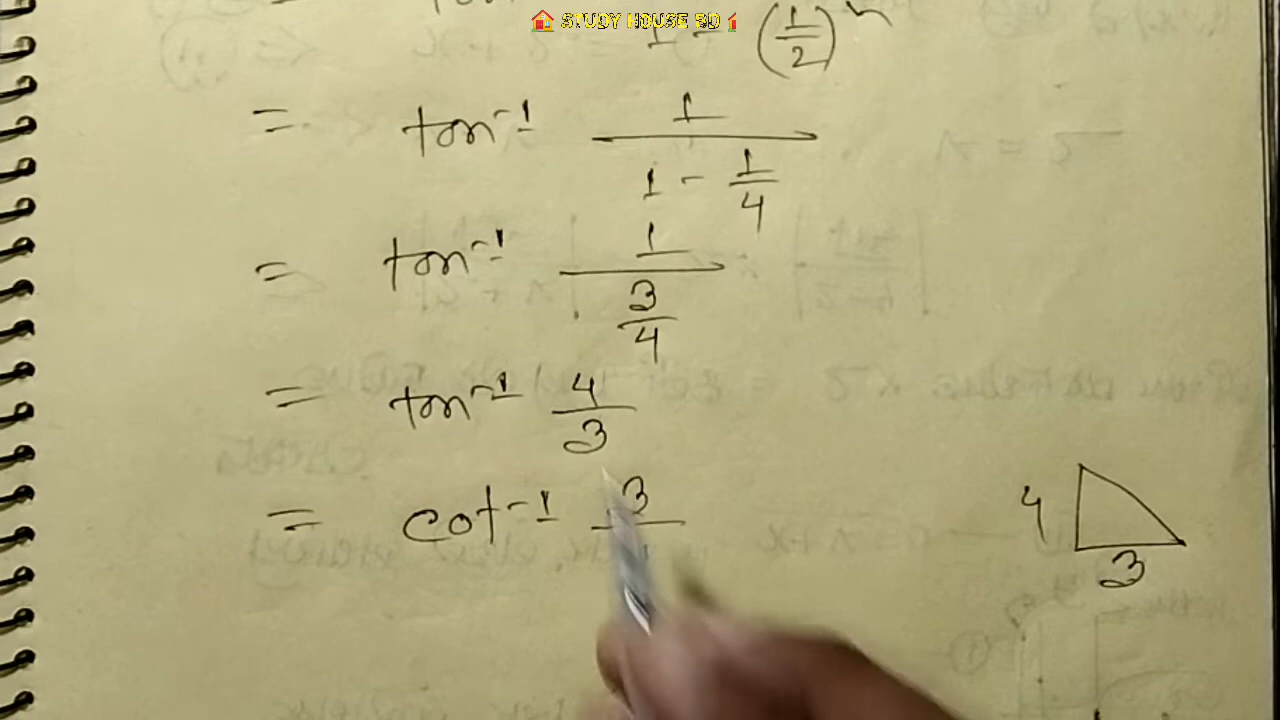 STUDY HOUSE BD
1 - (1/2)²
= tan⁻¹ 1/(1 - 1/4)
= tan⁻¹ 1/(3/4)
= tan⁻¹ 4/3
= cot⁻¹ 3/
4
3